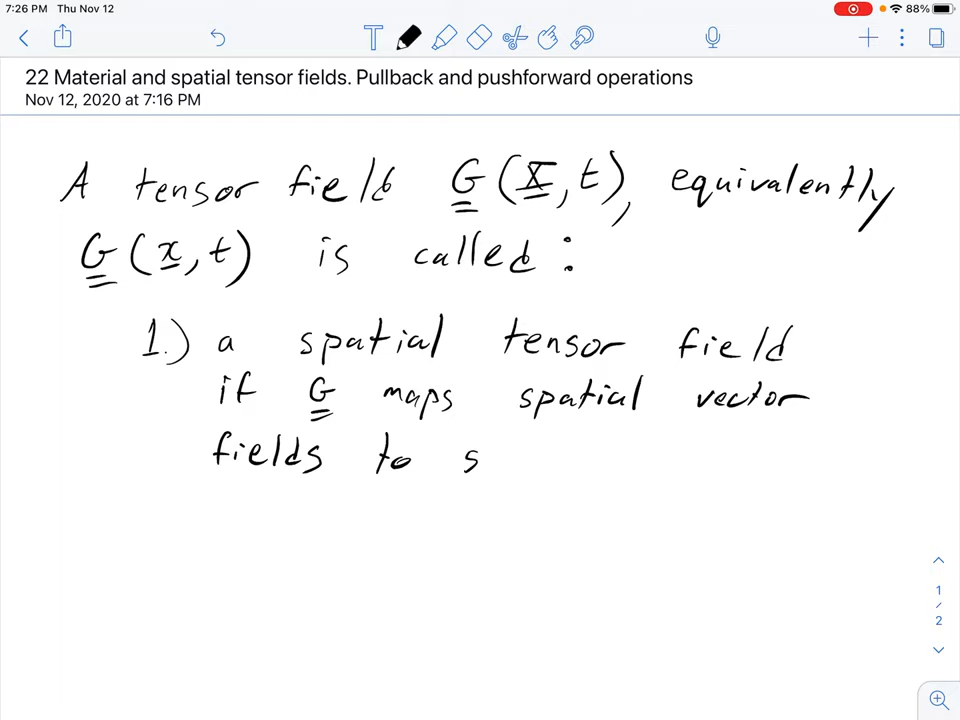 7:26 PM Thu Nov 12
88%
22 Material and spatial tensor fields. Pullback and pushforward operations
Nov 12, 2020 at 7:16 PM
A tensor field G(X,t), equivalently
G(x,t) is called:
1.) a spatial tensor field
if G maps spatial vector
fields to s
1
/
2